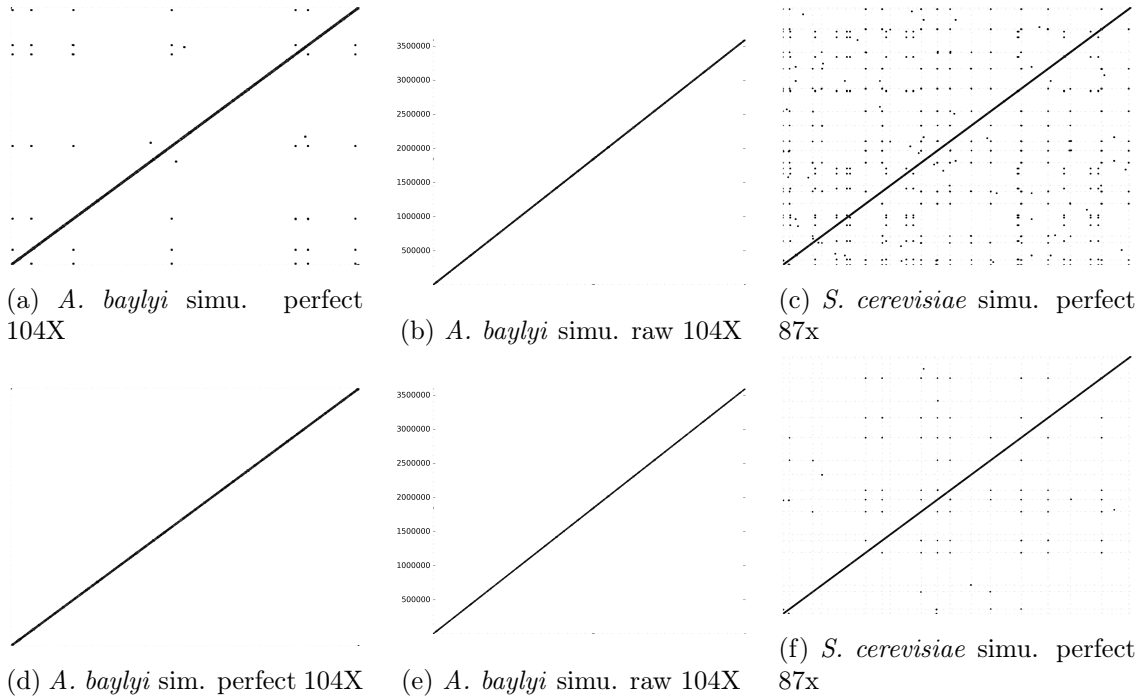 3500000
3000000
2500000
2000000
1500000
1000000
500000
(a) A. baylyi simu. perfect
104X
(b) A. baylyi simu. raw 104X
(c) S. cerevisiae simu. perfect
87x
3500000
3000000
2500000
2000000
1500000
1000000
500000
(d) A. baylyi sim. perfect 104X
(e) A. baylyi simu. raw 104X
(f) S. cerevisiae simu. perfect
87x